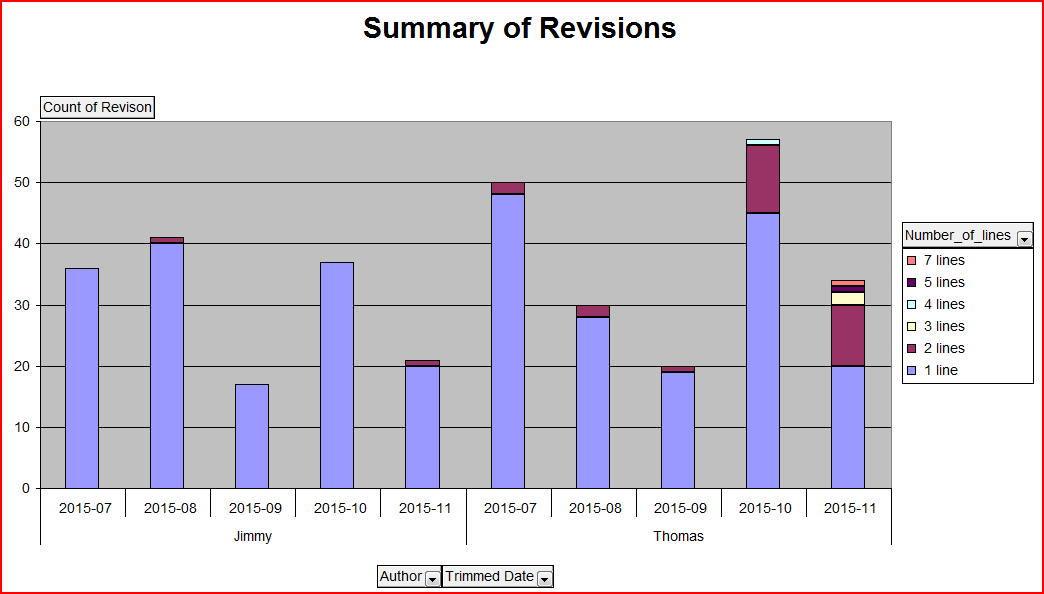 Summary of Revisions
Count of Revison
60
50
40
30
20
10
0
2015-07 2015-08 2015-09 2015-10 2015-11 2015-07 2015-08 2015-09 2015-10 2015-11
Jimmy Thomas
Author Trimmed Date
Number_of_lines
7 lines
5 lines
4 lines
3 lines
2 lines
1 line